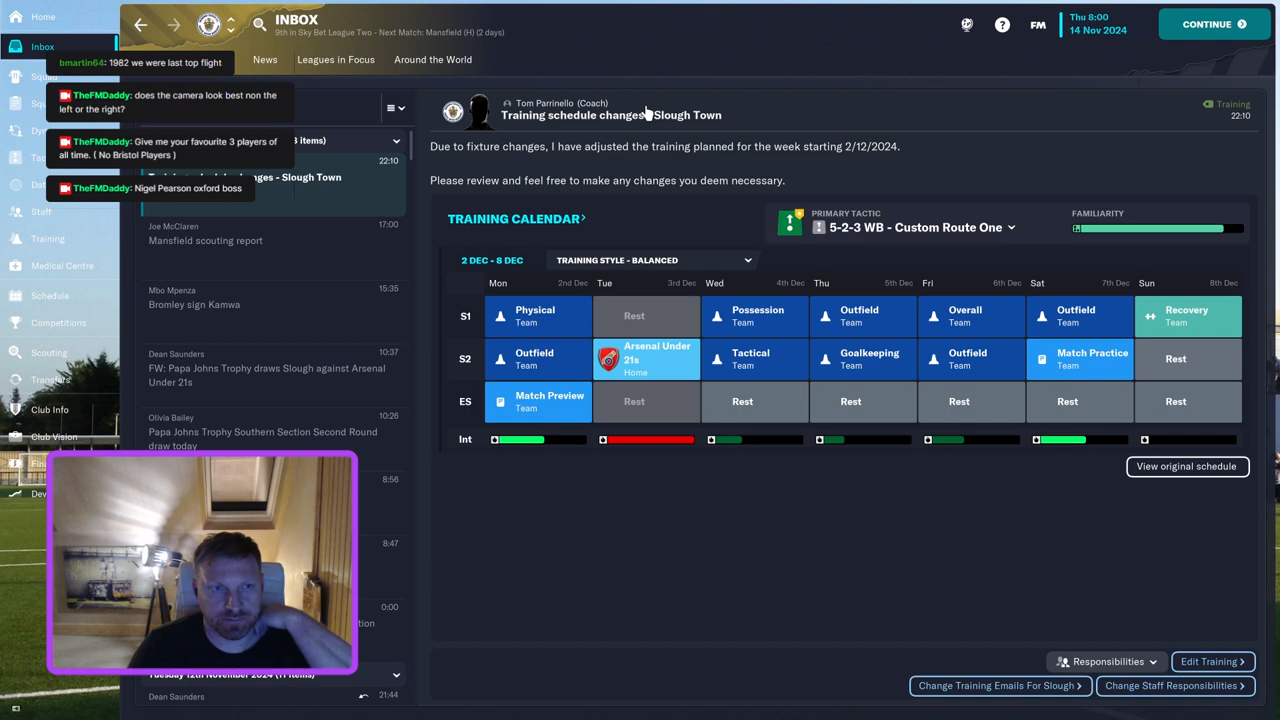 Home
INBOX
9th in Sky Bet League Two - Next Match: Mansfield (H) (2 days)
FM
Thu 8:00
14 Nov 2024
CONTINUE
Inbox
News
Leagues in Focus
Around the World
bmartin64: 1982 we were last top flight
TheFMDaddy: does the camera look best non the
left or the right?
TheFMDaddy: Give me your favourite 3 players of
all time. ( No Bristol Players )
TheFMDaddy: Nigel Pearson oxford boss
Staff
Training
Medical Centre
Schedule
Competitions
Scouting
Transfers
Club Info
Club Vision
22:10
Slough Town
Joe McClaren
17:00
Mansfield scouting report
Mbo Mpenza
15:35
Bromley sign Kamwa
Dean Saunders
10:37
FW: Papa Johns Trophy draws Slough against Arsenal
Under 21s
Olivia Bailey
10:26
Papa Johns Trophy Southern Section Second Round
draw today
8:56
8:47
0:00
Tuesday 12th November 2024 (11 items)
Dean Saunders
21:44
Tom Parrinello (Coach)
Training schedule changes - Slough Town
Training
22:10
Due to fixture changes, I have adjusted the training planned for the week starting 2/12/2024.
Please review and feel free to make any changes you deem necessary.
TRAINING CALENDAR
PRIMARY TACTIC
5-2-3 WB - Custom Route One
FAMILIARITY
2 DEC - 8 DEC
TRAINING STYLE - BALANCED
Mon 2nd Dec
Tue 3rd Dec
Wed 4th Dec
Thu 5th Dec
Fri 6th Dec
Sat 7th Dec
Sun 8th Dec
S1
Physical
Team
Rest
Possession
Team
Outfield
Team
Overall
Team
Outfield
Team
Recovery
Team
S2
Outfield
Team
Arsenal Under
21s
Home
Tactical
Team
Goalkeeping
Team
Outfield
Team
Match Practice
Team
Rest
ES
Match Preview
Team
Rest
Rest
Rest
Rest
Rest
Rest
Int
View original schedule
Responsibilities
Edit Training
Change Training Emails For Slough
Change Staff Responsibilities